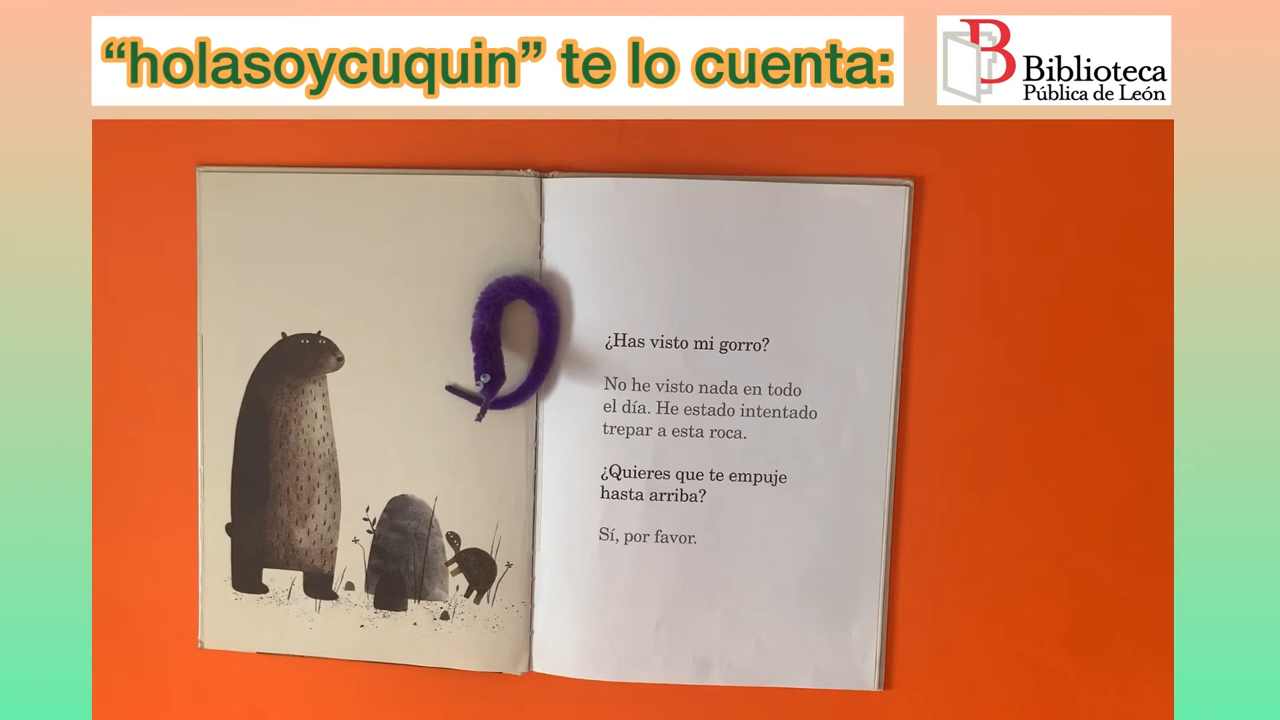 “holasoycuquin” te lo cuenta:
B
Biblioteca
Pública de León
¿Has visto mi gorro?
No he visto nada en todo
el día. He estado intentado
trepar a esta roca.
¿Quieres que te empuje
hasta arriba?
Sí, por favor.